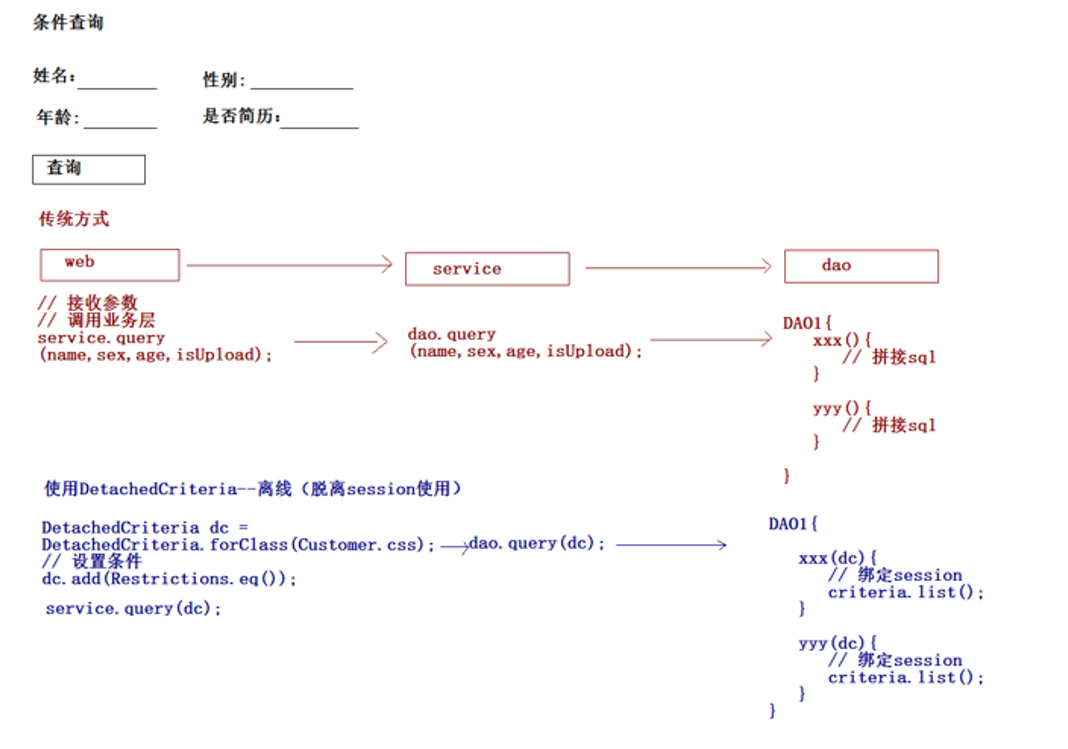 条件查询
姓名: 性别:
年龄: 是否简历:
查询
传统方式
web service dao
// 接收参数
// 调用业务层
service.query
(name,sex,age,isUpload);
dao.query
(name,sex,age,isUpload);
DAO1{
xxx(){
// 拼接sql
}
yyy(){
// 拼接sql
}
}
使用DetachedCriteria--离线（脱离session使用）
DetachedCriteria dc =
DetachedCriteria.forClass(Customer.css);
// 设置条件
dc.add(Restrictions.eq());
service.query(dc);
dao.query(dc);
DAO1{
xxx(dc){
// 绑定session
criteria.list();
}
yyy(dc){
// 绑定session
criteria.list();
}
}